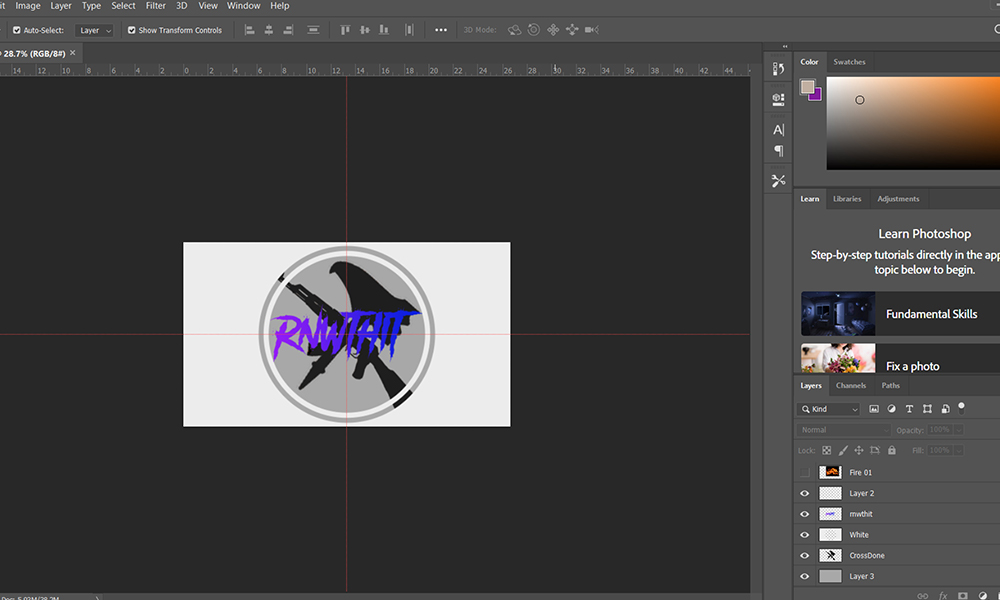 it Image Layer Type Select Filter 3D View Window Help
Auto-Select: Layer Show Transform Controls 3D Mode:
28.7% (RGB/8#) ×
14 12 10 8 6 4 2 0 2 4 6 8 10 12 14 16 18 20 22 24 26 28 30 32 34 36 38 40 42 44
Color Swatches
RNWTHIT
Learn Libraries Adjustments
Learn Photoshop
Step-by-step tutorials directly in the app
topic below to begin.
Fundamental Skills
Fix a photo
Layers Channels Paths
Kind
Normal Opacity: 100%
Lock: Fill: 100%
Fire 01
Layer 2
rnwthit
White
CrossDone
Layer 3
fx